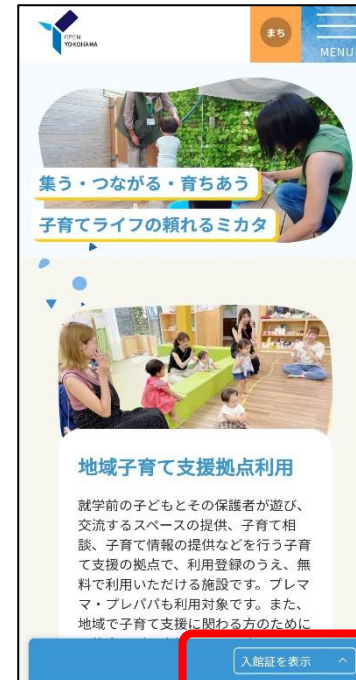 OPEN
YOKOHAMA
まち
MENU
集う・つながる・育ちあう
子育てライフの頼れるミカタ
地域子育て支援拠点利用
就学前の子どもとその保護者が遊び、
交流するスペースの提供、子育て相
談、子育て情報の提供などを行う子育
て支援の拠点で、利用登録のうえ、無
料で利用いただける施設です。プレマ
マ・プレパパも利用対象です。また、
地域で子育て支援に関わる方のために
入館証を表示